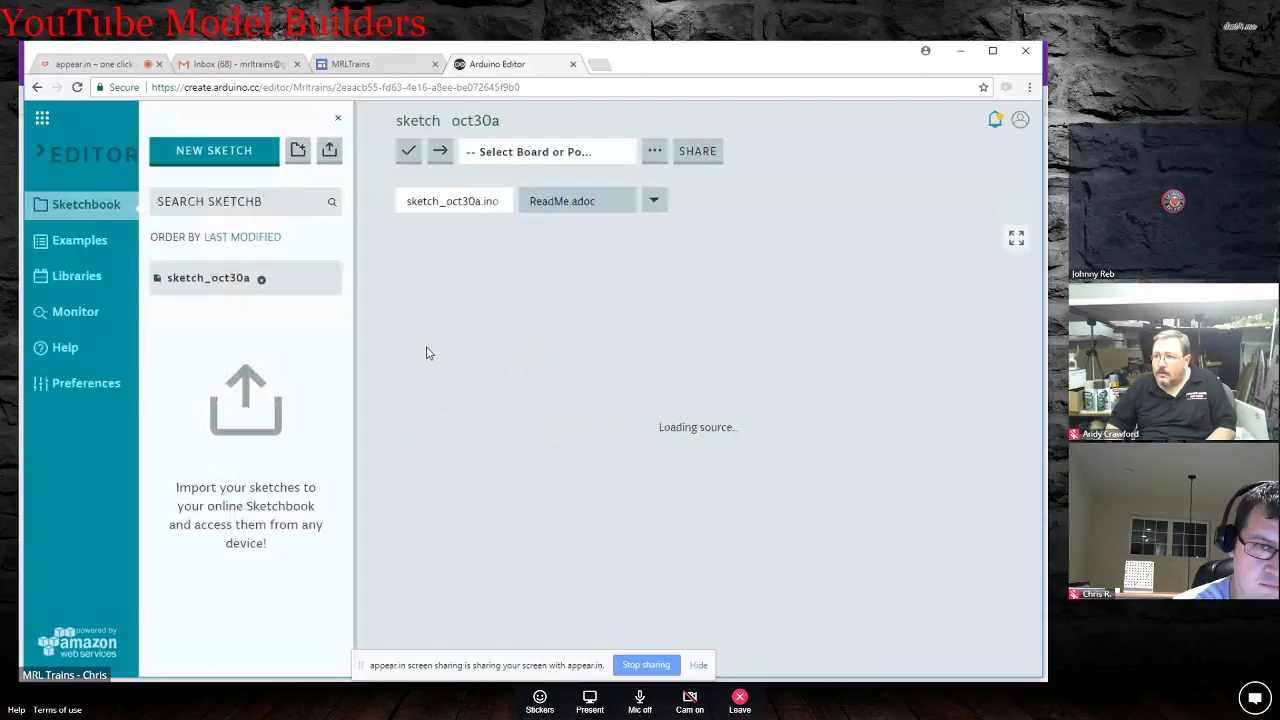 YouTube Model Builders
appear.in – one click
Inbox (68) - mrltrains@g
MRLTrains
Arduino Editor
Secure
https://create.arduino.cc/editor/Mrltrains/2eaacb55-fd63-4e16-a8ee-be072645f9b0
EDITOR
NEW SKETCH
sketch oct30a
-- Select Board or Po...
SHARE
Sketchbook
SEARCH SKETCHB
sketch_oct30a.ino
ReadMe.adoc
Examples
ORDER BY LAST MODIFIED
Libraries
sketch_oct30a
Monitor
Help
Preferences
Loading source..
Import your sketches to
your online Sketchbook
and access them from any
device!
powered by
amazon
web services
appear.in screen sharing is sharing your screen with appear.in.
Stop sharing
Hide
MRL Trains - Chris
Johnny Reb
Andy Crawford
Chris R.
Help
Terms of use
Stickers
Present
Mic off
Cam on
Leave